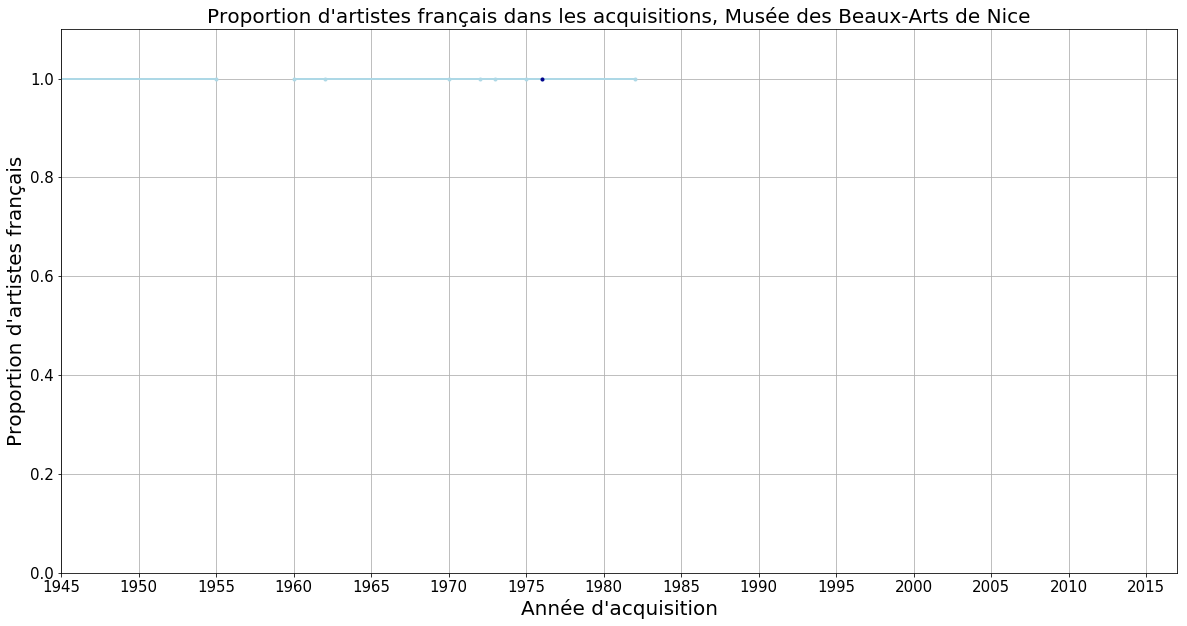 Proportion d'artistes français dans les acquisitions, Musée des Beaux-Arts de Nice
Proportion d'artistes français
1.0
0.8
0.6
0.4
0.2
0.0
1945 1950 1955 1960 1965 1970 1975 1980 1985 1990 1995 2000 2005 2010 2015
Année d'acquisition